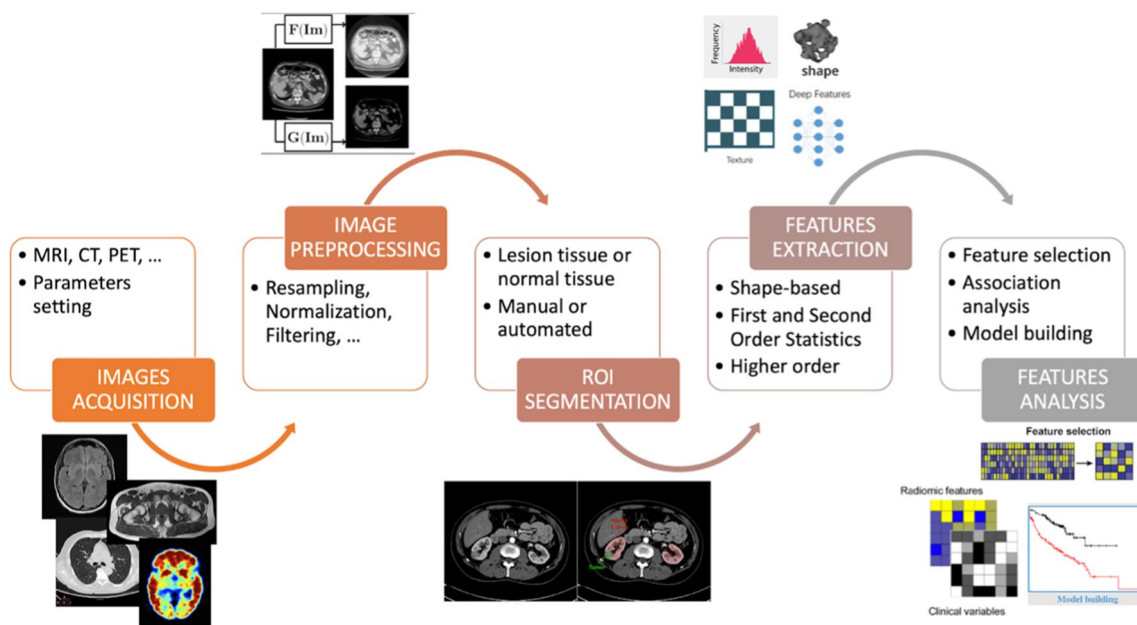 F(Im)
G(Im)
Frequency
Intensity
shape
Deep Features
Texture
• MRI, CT, PET, ...
• Parameters
setting
IMAGES
ACQUISITION
IMAGE
PREPROCESSING
• Resampling,
Normalization,
Filtering, ...
• Lesion tissue or
normal tissue
• Manual or
automated
ROI
SEGMENTATION
FEATURES
EXTRACTION
• Shape-based
• First and Second
Order Statistics
• Higher order
• Feature selection
• Association
analysis
• Model building
FEATURES
ANALYSIS
Tumor
Feature selection
Radiomic features
Clinical variables
Model building